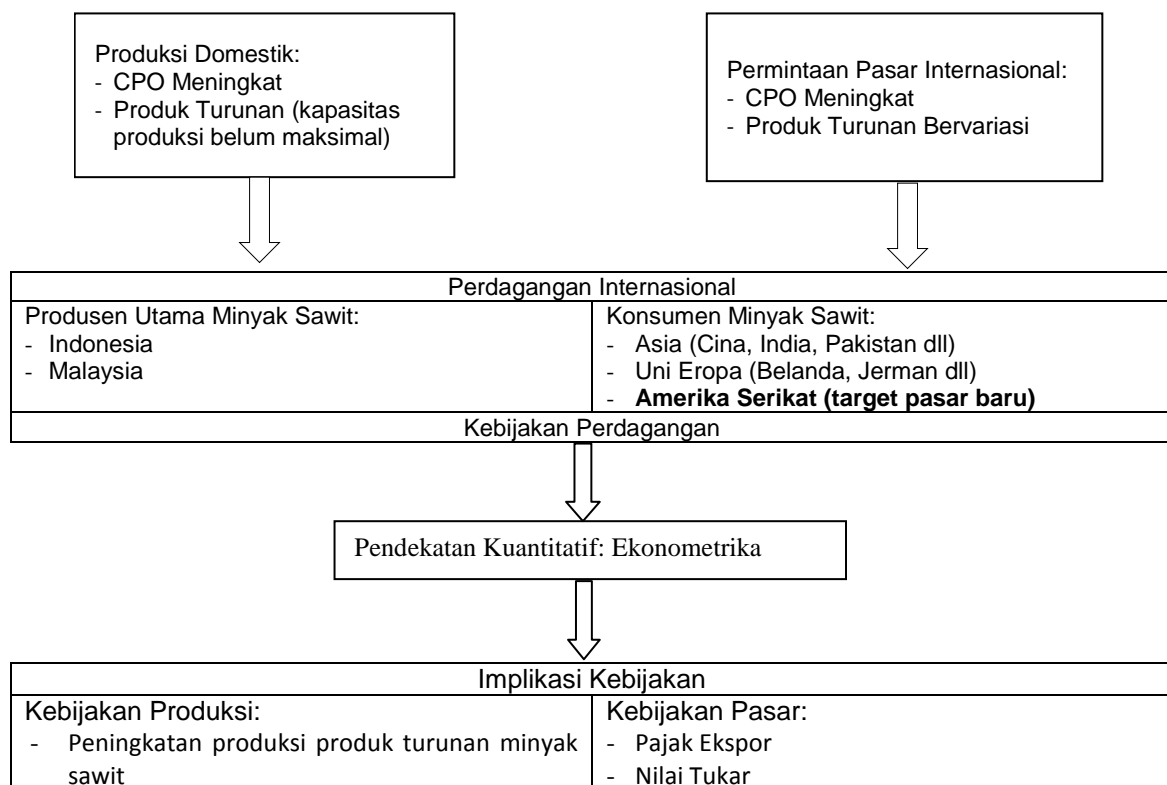 Produksi Domestik:
- CPO Meningkat
- Produk Turunan (kapasitas
produksi belum maksimal)
Permintaan Pasar Internasional:
- CPO Meningkat
- Produk Turunan Bervariasi
Perdagangan Internasional
Produsen Utama Minyak Sawit:
- Indonesia
- Malaysia
Konsumen Minyak Sawit:
- Asia (Cina, India, Pakistan dll)
- Uni Eropa (Belanda, Jerman dll)
- Amerika Serikat (target pasar baru)
Kebijakan Perdagangan
Pendekatan Kuantitatif: Ekonometrika
Implikasi Kebijakan
Kebijakan Produksi:
- Peningkatan produksi produk turunan minyak
sawit
Kebijakan Pasar:
- Pajak Ekspor
- Nilai Tukar